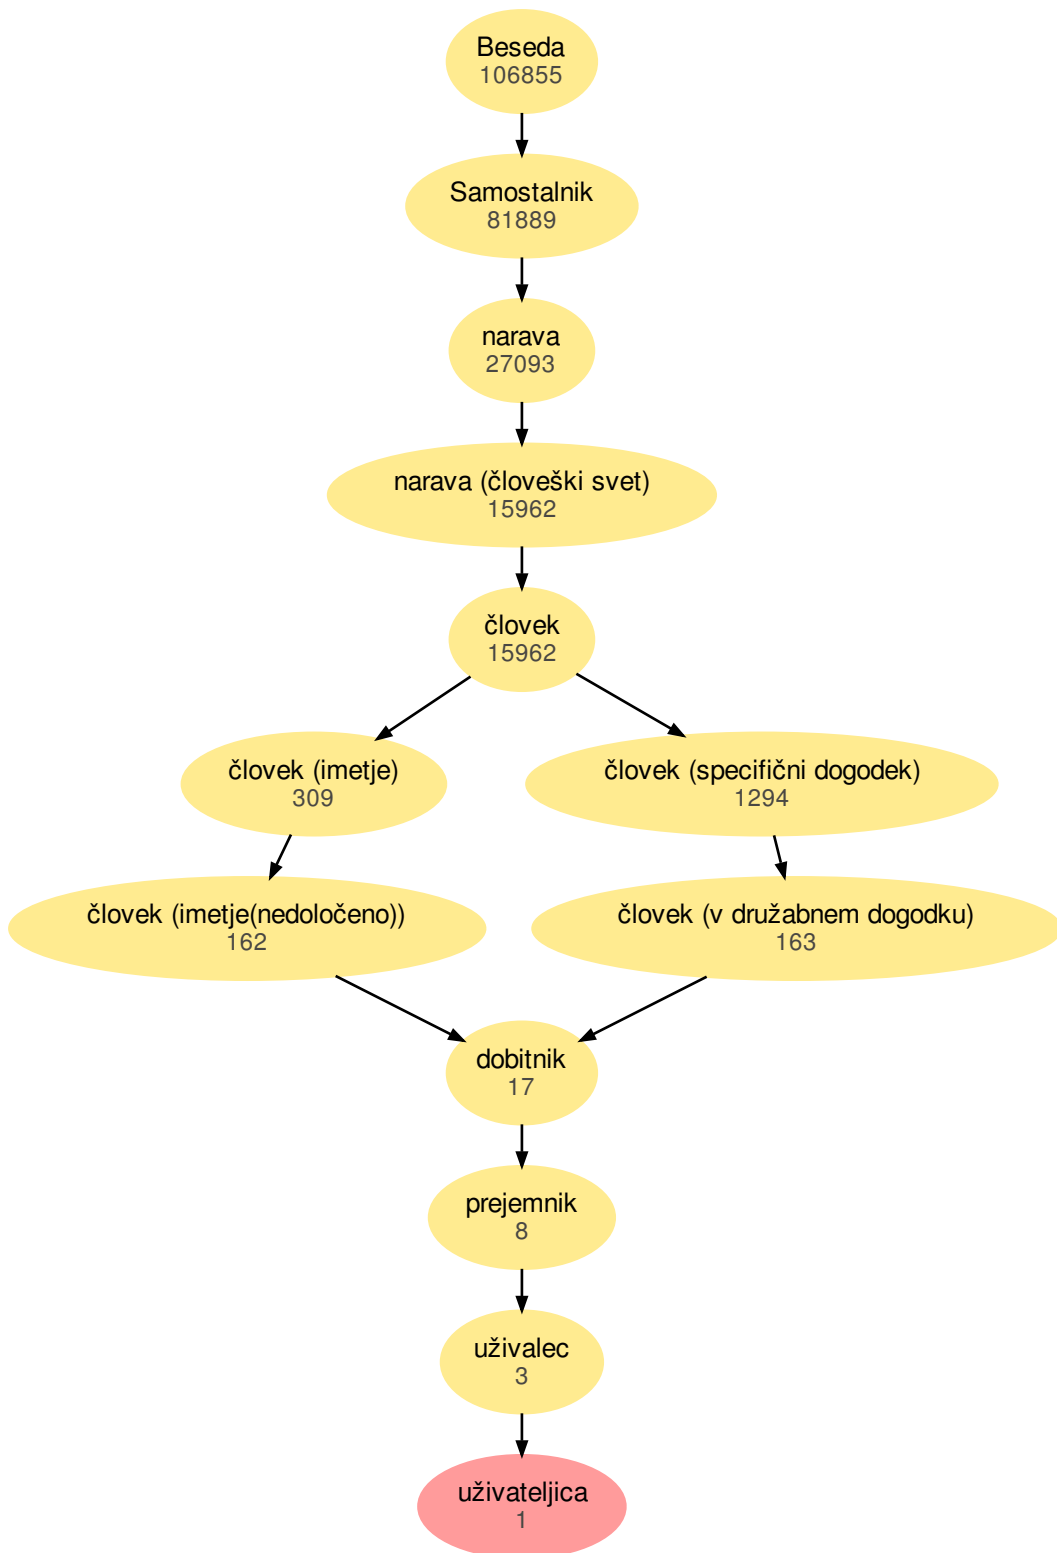 Beseda
106855
Samostalnik
81889
narava
27093
narava (človeški svet)
15962
človek
15962
človek (imetje)
309
človek (specifični dogodek)
1294
človek (imetje(nedoločeno))
162
človek (v družabnem dogodku)
163
dobitnik
17
prejemnik
8
uživalec
3
uživateljica
1